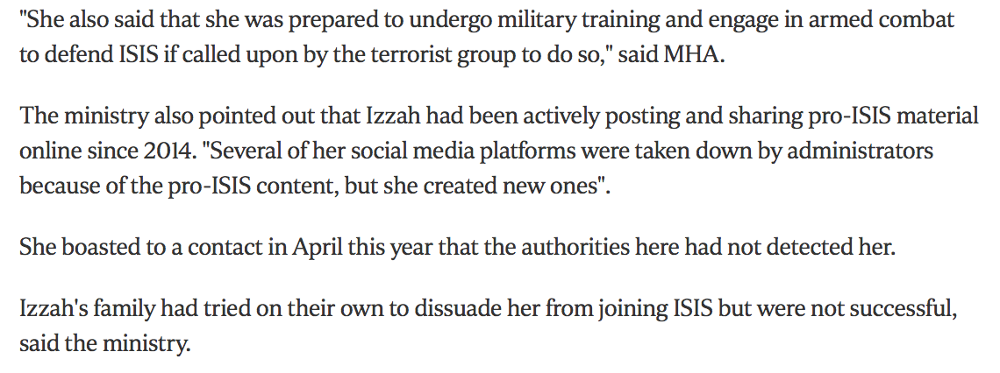 "She also said that she was prepared to undergo military training and engage in armed combat
to defend ISIS if called upon by the terrorist group to do so," said MHA.
The ministry also pointed out that Izzah had been actively posting and sharing pro-ISIS material
online since 2014. "Several of her social media platforms were taken down by administrators
because of the pro-ISIS content, but she created new ones".
She boasted to a contact in April this year that the authorities here had not detected her.
Izzah's family had tried on their own to dissuade her from joining ISIS but were not successful,
said the ministry.